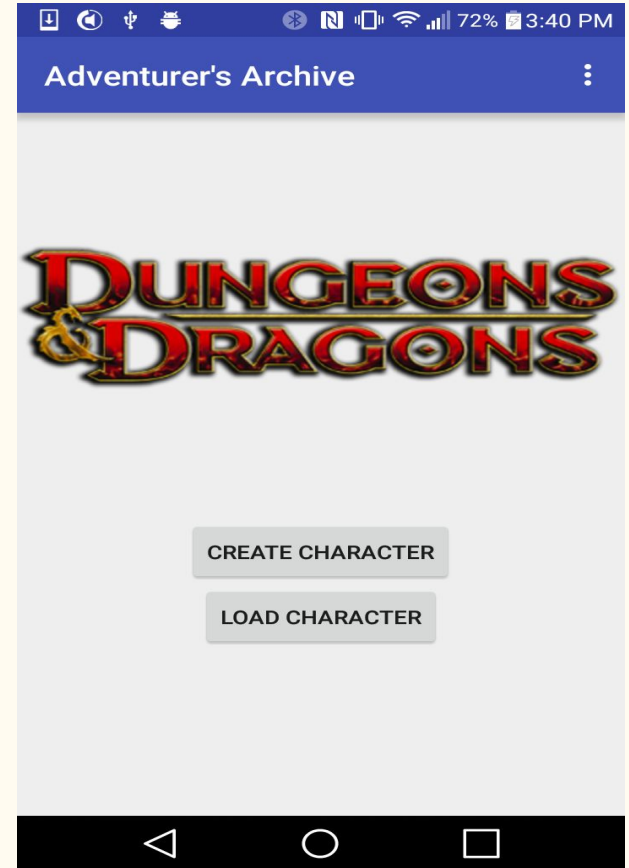 72% 3:40 PM
Adventurer's Archive
DUNGEONS
& DRAGONS
CREATE CHARACTER
LOAD CHARACTER